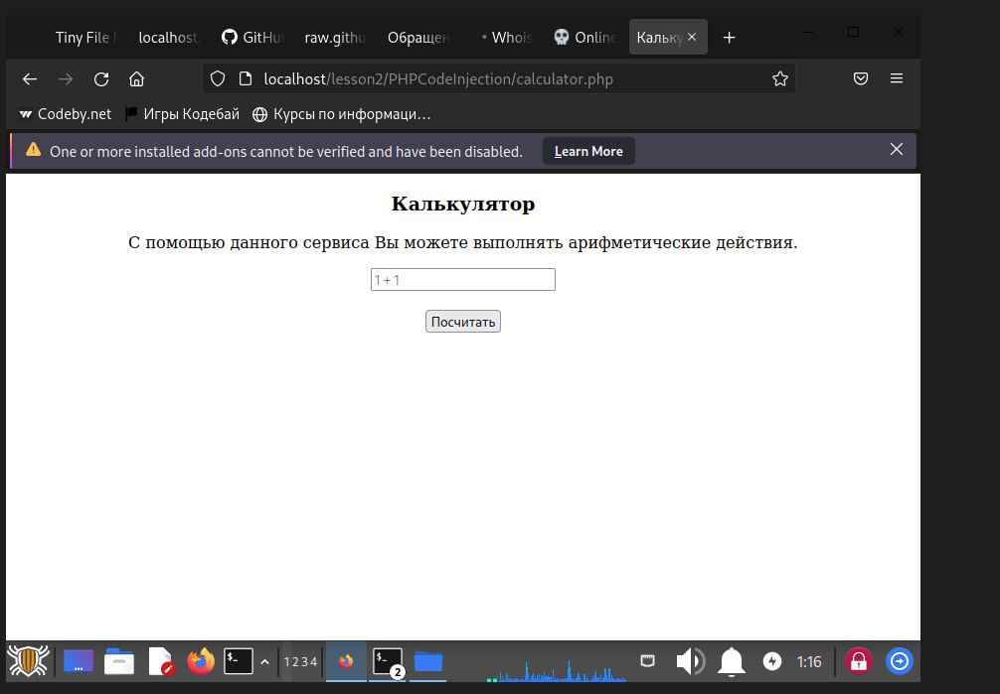 Tiny File localhost GitHu raw.githu Обращен • Whois Online Кальку
localhost/lesson2/PHPCodeInjection/calculator.php
Codeby.net Игры Кодебай Курсы по информаци…
One or more installed add-ons cannot be verified and have been disabled. Learn More
Калькулятор
С помощью данного сервиса Вы можете выполнять арифметические действия.
1 + 1
Посчитать
$_ 1 2 3 4 $_ 2 1:16